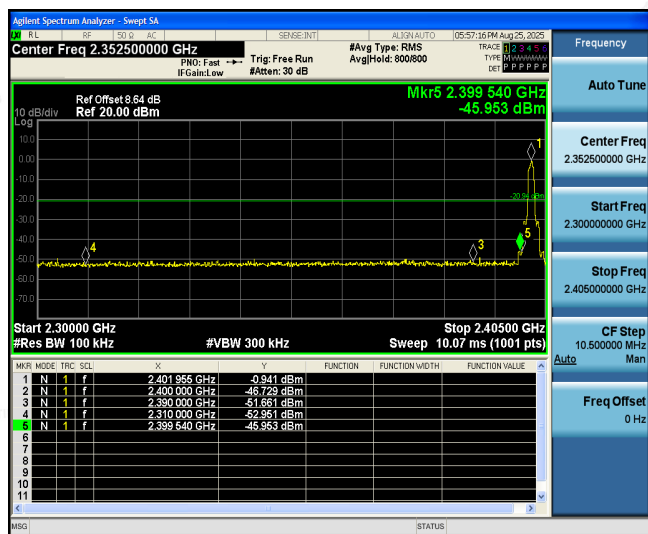 Agilent Spectrum Analyzer - Swept SA
RL RF 50 Ω AC SENSE:INT ALIGN AUTO 05:57:16 PM Aug 25, 2025
Center Freq 2.352500000 GHz #Avg Type: RMS TRACE 1 2 3 4 5 6
PNO: Fast Trig: Free Run Avg|Hold: 800/800 TYPE M
IFGain:Low #Atten: 30 dB DET P P P P P P
Mkr5 2.399 540 GHz
-45.953 dBm
Ref Offset 8.64 dB
10 dB/div Ref 20.00 dBm
Log
10.0
0.00
-10.0
-20.0
-30.0
-40.0
-50.0
-60.0
-70.0
1
-20.94 dBm
5
3
4
Start 2.30000 GHz Stop 2.40500 GHz
#Res BW 100 kHz #VBW 300 kHz Sweep 10.07 ms (1001 pts)
MKR MODE TRC SCL X Y FUNCTION FUNCTION WIDTH FUNCTION VALUE
1 N 1 f 2.401 955 GHz -0.941 dBm
2 N 1 f 2.400 000 GHz -46.729 dBm
3 N 1 f 2.390 000 GHz -51.661 dBm
4 N 1 f 2.310 000 GHz -52.951 dBm
5 N 1 f 2.399 540 GHz -45.953 dBm
6
7
8
9
10
11
MSG STATUS
Frequency
Auto Tune
Center Freq
2.352500000 GHz
Start Freq
2.300000000 GHz
Stop Freq
2.405000000 GHz
CF Step
10.500000 MHz
Auto Man
Freq Offset
0 Hz